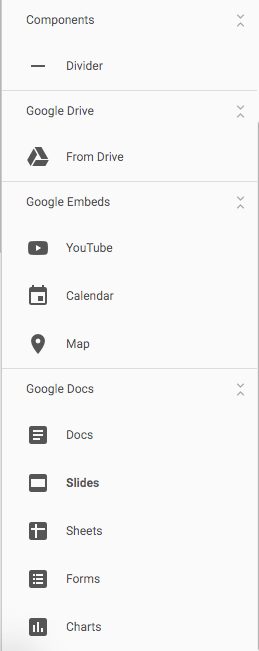 Components
Divider
Google Drive
From Drive
Google Embeds
YouTube
Calendar
Map
Google Docs
Docs
Slides
Sheets
Forms
Charts